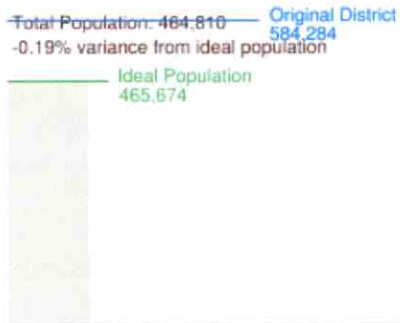 Total Population: 464,810
Original District
584,284
-0.19% variance from ideal population
Ideal Population
465,674